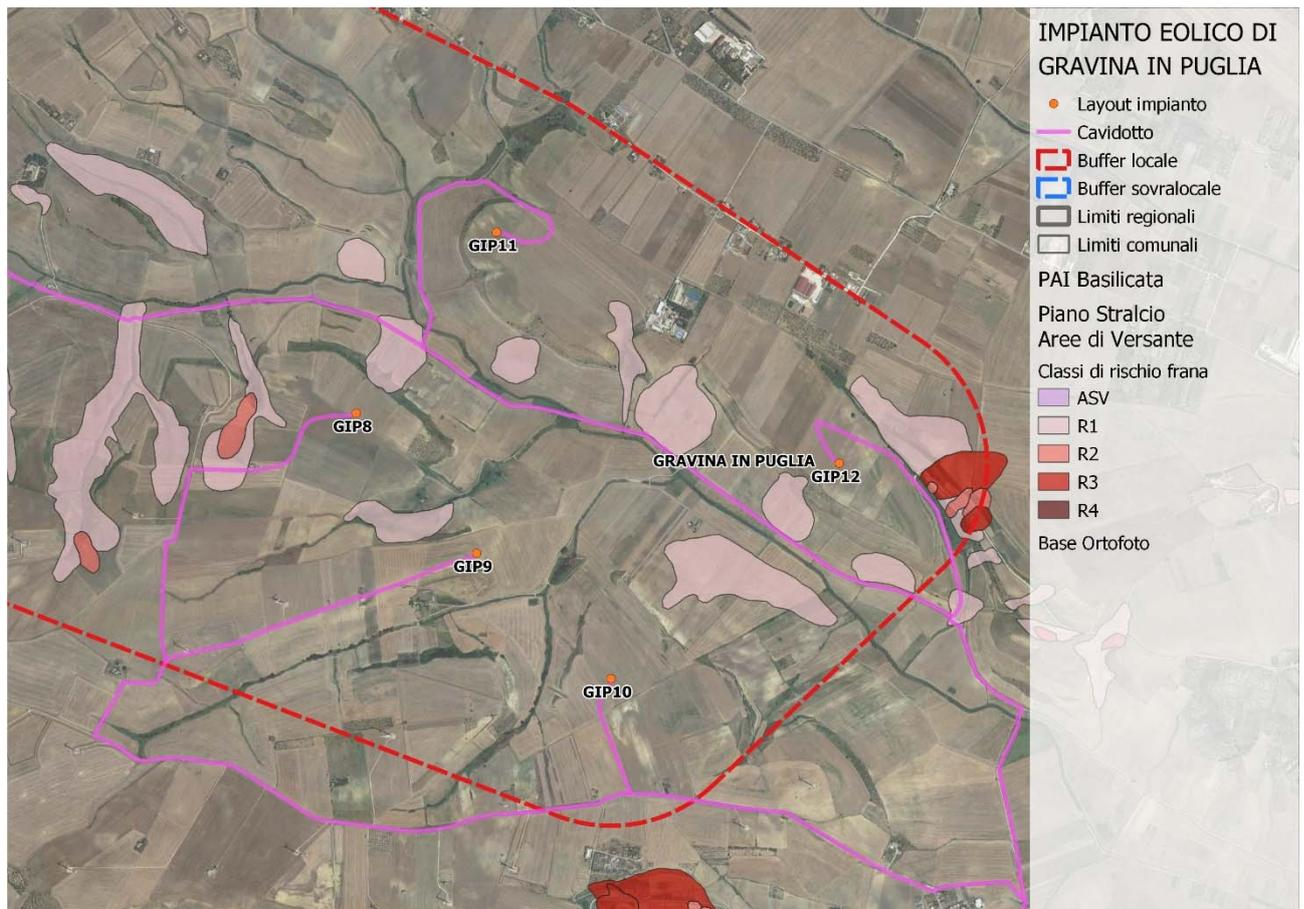 IMPIANTO EOLICO DI
GRAVINA IN PUGLIA
Layout impianto
Cavidotto
Buffer locale
Buffer sovralocale
Limiti regionali
Limiti comunali
PAI Basilicata
Piano Stralcio
Aree di Versante
Classi di rischio frana
ASV
R1
R2
R3
R4
Base Ortofoto
GIP11
GIP8
GRAVINA IN PUGLIA
GIP12
GIP9
GIP10